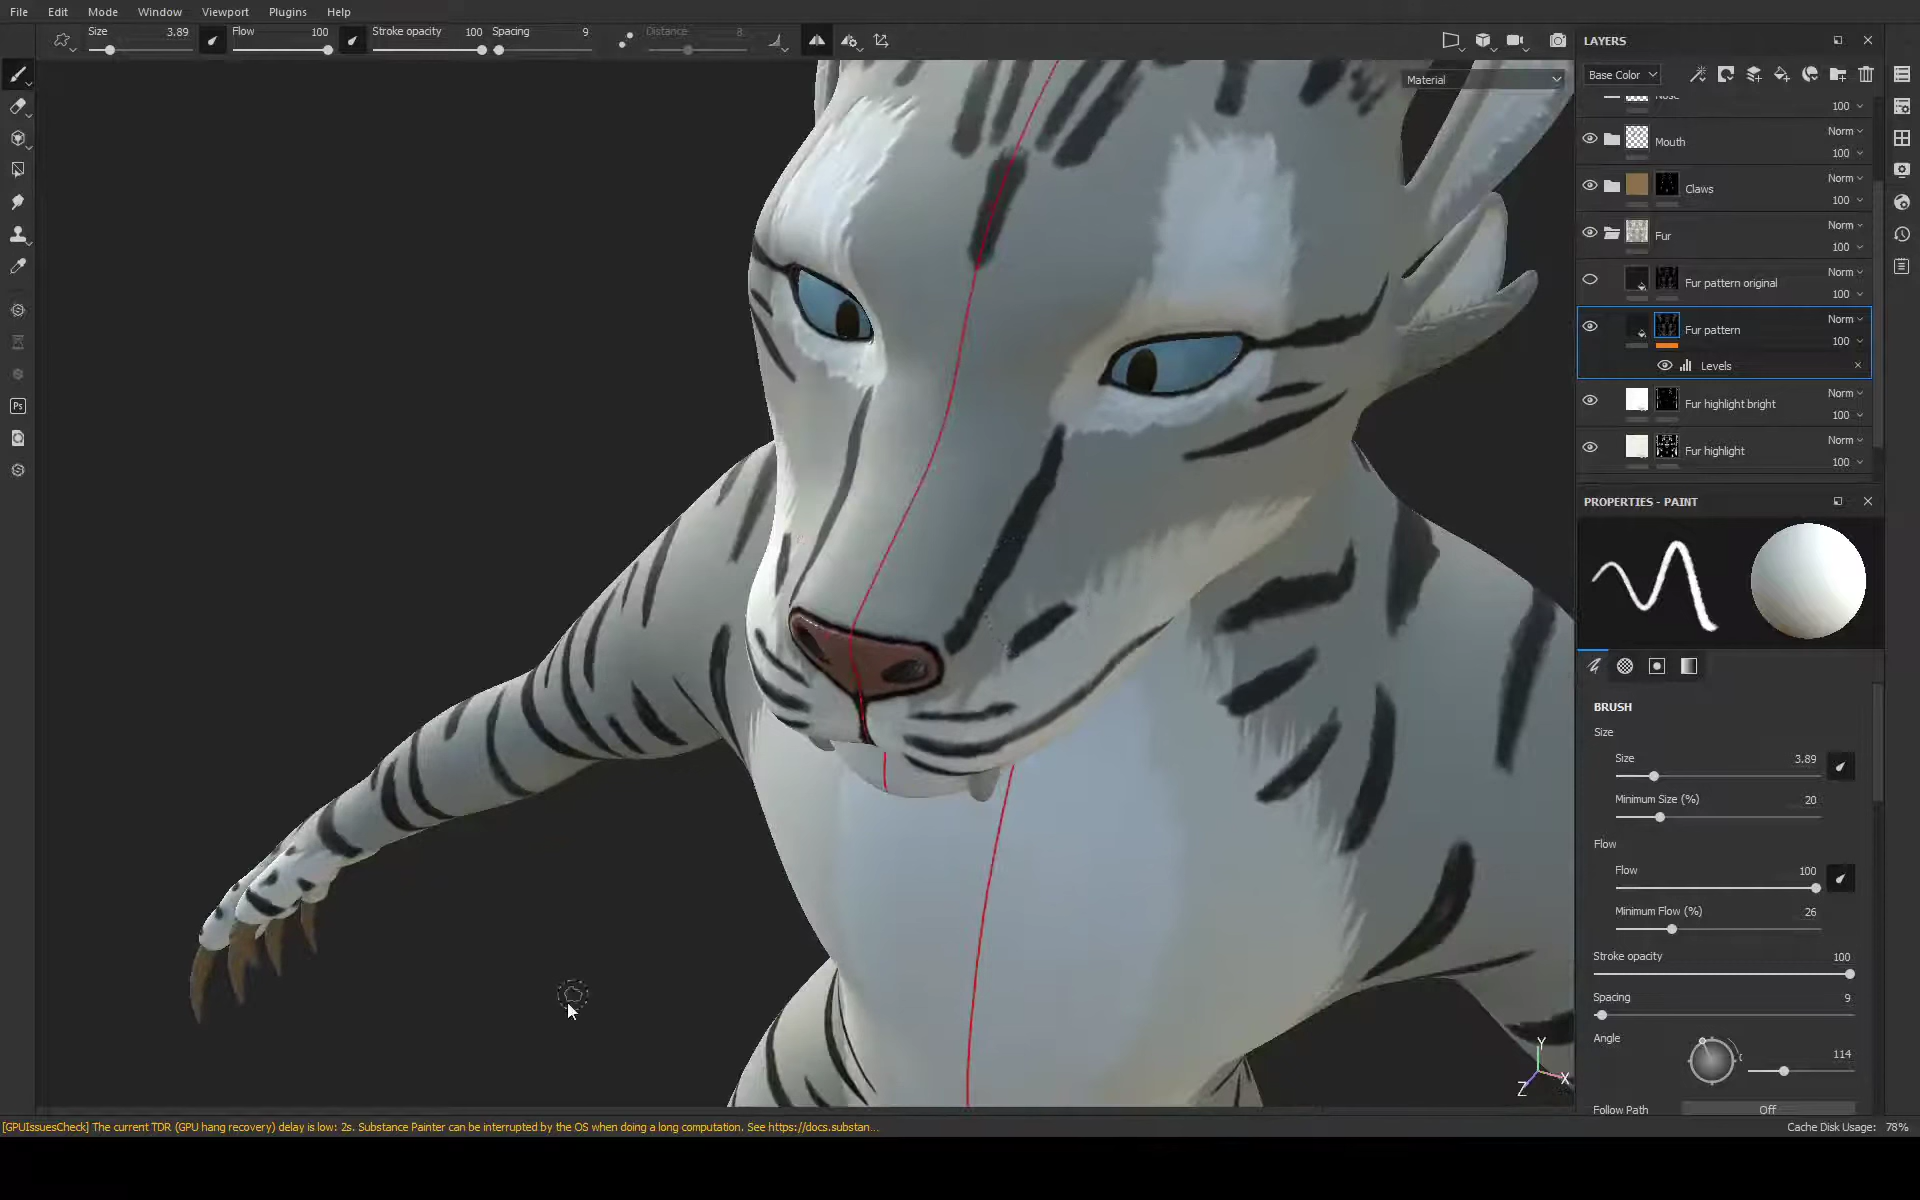 File Edit Mode Window Viewport Plugins Help
Size 3.89 Flow 100 Stroke opacity 100 Spacing 9 Distance 8
Material
LAYERS
Base Color
Nose
100
Norm
Mouth
100
Norm
Claws
100
Norm
Fur
100
Norm
Fur pattern original
100
Norm
Fur pattern
100
Levels
Norm
Fur highlight bright
100
Norm
Fur highlight
100
PROPERTIES - PAINT
BRUSH
Size
Size 3.89
Minimum Size (%) 20
Flow
Flow 100
Minimum Flow (%) 26
Stroke opacity 100
Spacing 9
Angle
114
Follow Path Off
Ps
Y
X
Z
[GPUIssuesCheck] The current TDR (GPU hang recovery) delay is low: 2s. Substance Painter can be interrupted by the OS when doing a long computation. See https://docs.substan...
Cache Disk Usage: 78%